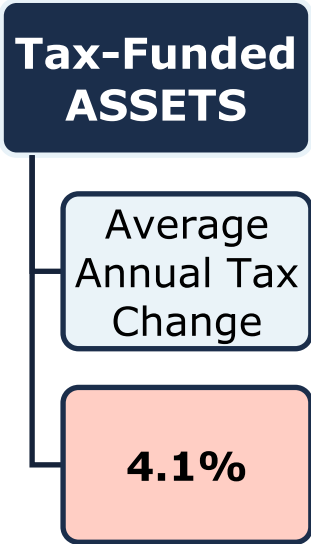 Tax-Funded
ASSETS
Average
Annual Tax
Change
4.1%